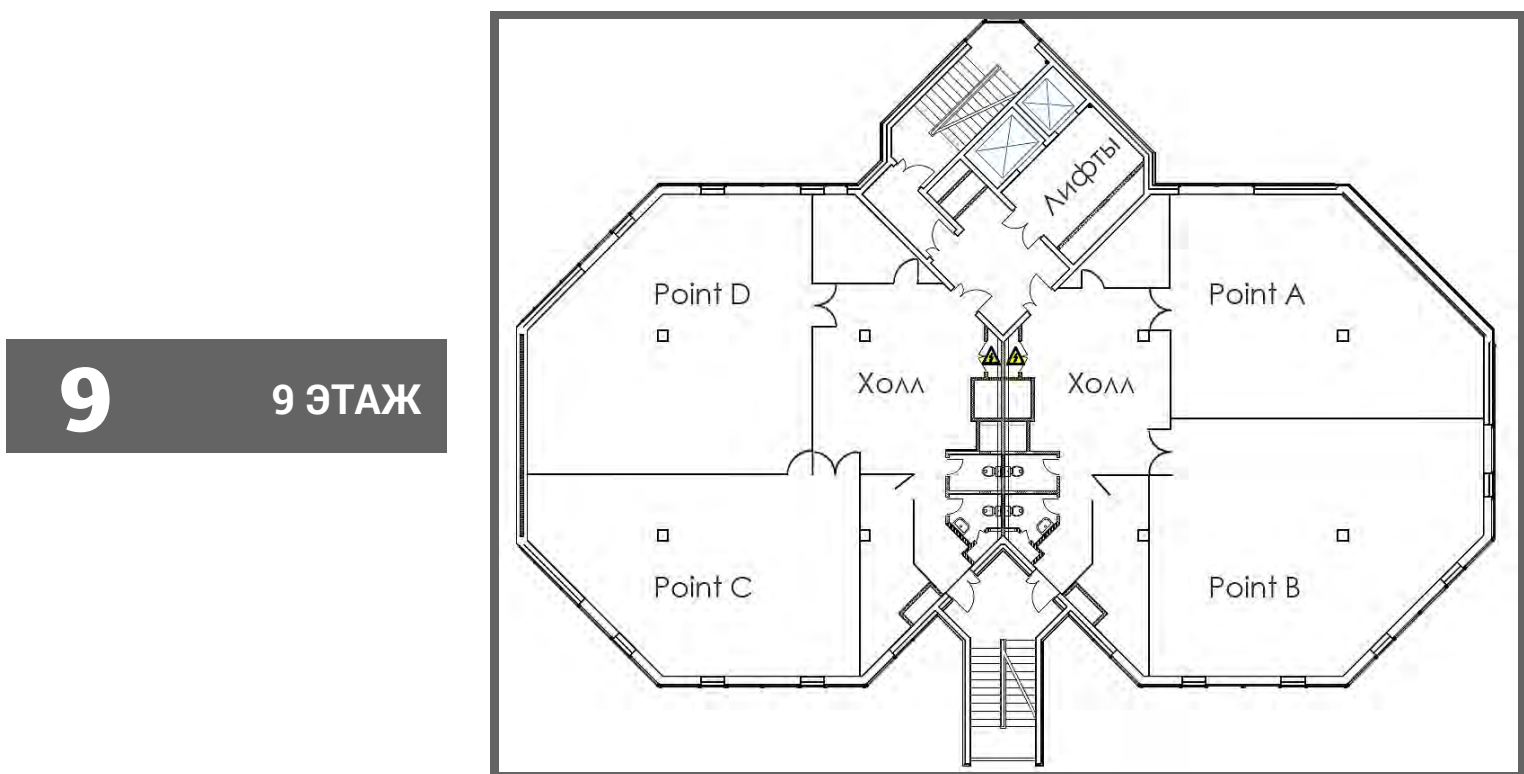 9
9 ЭТАЖ
Лифты
Point D
Point A
Холл
Холл
Point C
Point B